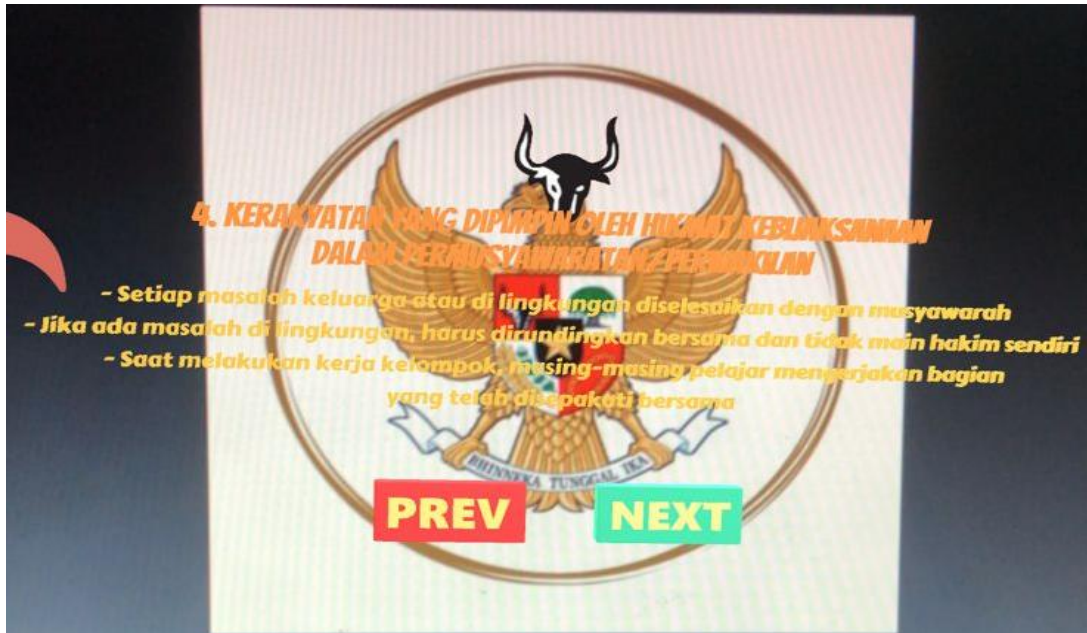 4. KERAKYATAN YANG DIPIMPIN OLEH HIKMAT KEBIJAKSANAAN
DALAM PERMUSYAWARATAN/PERWAKILAN
- Setiap masalah keluarga atau di lingkungan diselesaikan dengan musyawarah
- Jika ada masalah di lingkungan, harus dirundingkan bersama dan tidak main hakim sendiri
- Saat melakukan kerja kelompok, masing-masing pelajar mengerjakan bagian
yang telah disepakati bersama
BHINNEKA TUNGGAL IKA
PREV
NEXT